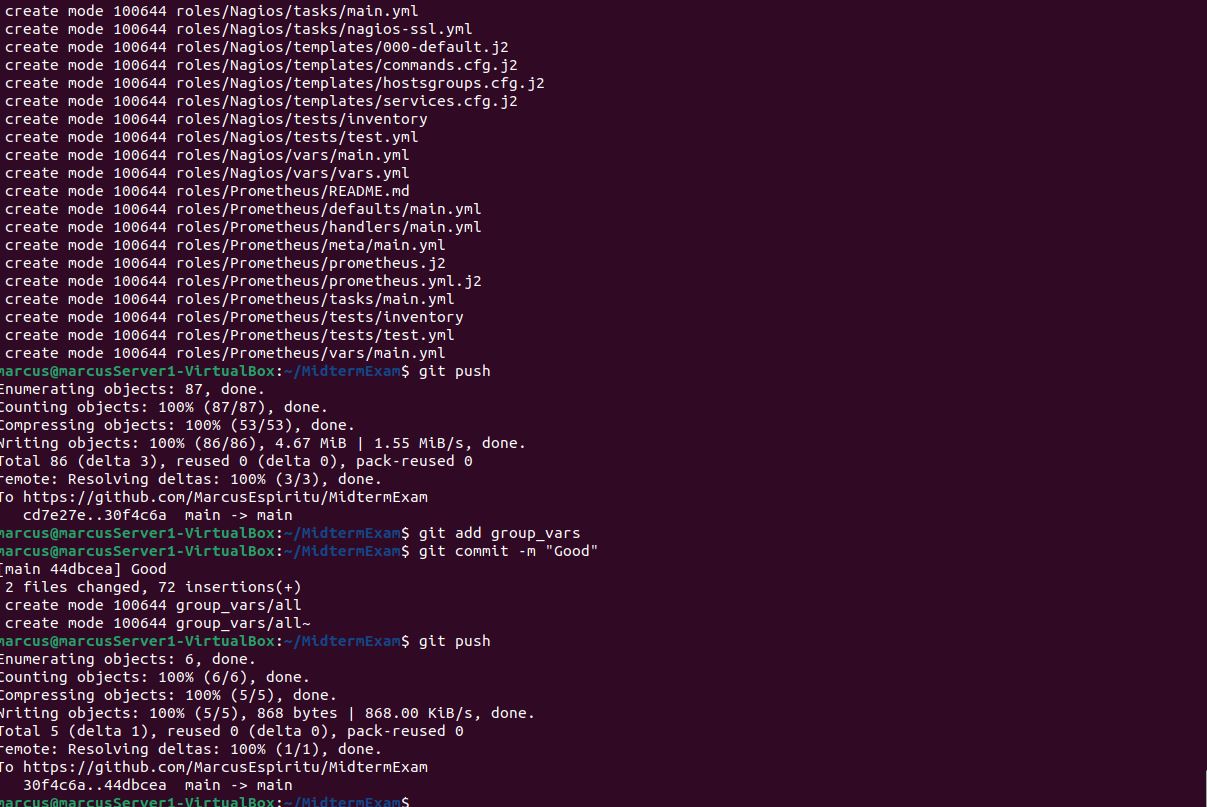 create mode 100644 roles/Nagios/tasks/main.yml
create mode 100644 roles/Nagios/tasks/nagios-ssl.yml
create mode 100644 roles/Nagios/templates/000-default.j2
create mode 100644 roles/Nagios/templates/commands.cfg.j2
create mode 100644 roles/Nagios/templates/hostsgroups.cfg.j2
create mode 100644 roles/Nagios/templates/services.cfg.j2
create mode 100644 roles/Nagios/tests/inventory
create mode 100644 roles/Nagios/tests/test.yml
create mode 100644 roles/Nagios/vars/main.yml
create mode 100644 roles/Nagios/vars/vars.yml
create mode 100644 roles/Prometheus/README.md
create mode 100644 roles/Prometheus/defaults/main.yml
create mode 100644 roles/Prometheus/handlers/main.yml
create mode 100644 roles/Prometheus/meta/main.yml
create mode 100644 roles/Prometheus/prometheus.j2
create mode 100644 roles/Prometheus/prometheus.yml.j2
create mode 100644 roles/Prometheus/tasks/main.yml
create mode 100644 roles/Prometheus/tests/inventory
create mode 100644 roles/Prometheus/tests/test.yml
create mode 100644 roles/Prometheus/vars/main.yml
marcus@marcusServer1-VirtualBox:~/MidtermExam$ git push
Enumerating objects: 87, done.
Counting objects: 100% (87/87), done.
Compressing objects: 100% (53/53), done.
Writing objects: 100% (86/86), 4.67 MiB | 1.55 MiB/s, done.
Total 86 (delta 3), reused 0 (delta 0), pack-reused 0
remote: Resolving deltas: 100% (3/3), done.
To https://github.com/MarcusEspiritu/MidtermExam
cd7e27e..30f4c6a  main -> main
marcus@marcusServer1-VirtualBox:~/MidtermExam$ git add group_vars
marcus@marcusServer1-VirtualBox:~/MidtermExam$ git commit -m "Good"
[main 44dbcea] Good
2 files changed, 72 insertions(+)
create mode 100644 group_vars/all
create mode 100644 group_vars/all~
marcus@marcusServer1-VirtualBox:~/MidtermExam$ git push
Enumerating objects: 6, done.
Counting objects: 100% (6/6), done.
Compressing objects: 100% (5/5), done.
Writing objects: 100% (5/5), 868 bytes | 868.00 KiB/s, done.
Total 5 (delta 1), reused 0 (delta 0), pack-reused 0
remote: Resolving deltas: 100% (1/1), done.
To https://github.com/MarcusEspiritu/MidtermExam
30f4c6a..44dbcea  main -> main
marcus@marcusServer1-VirtualBox:~/MidtermExam$